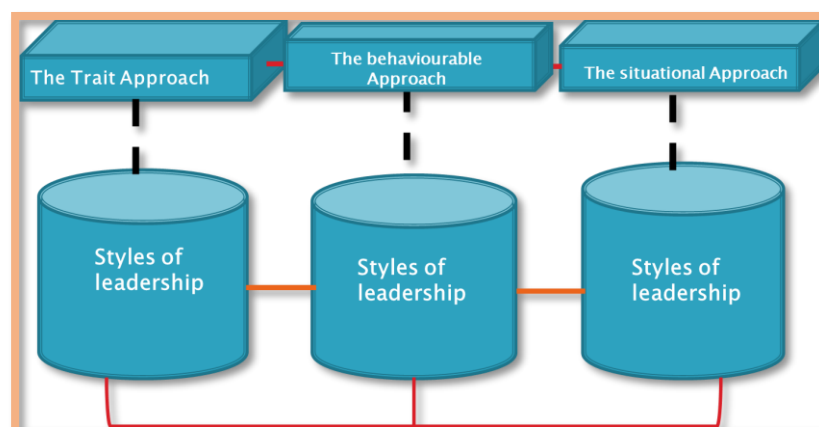 The Trait Approach
The behaviourable
Approach
The situational Approach
Styles of
leadership
Styles of
leadership
Styles of
leadership